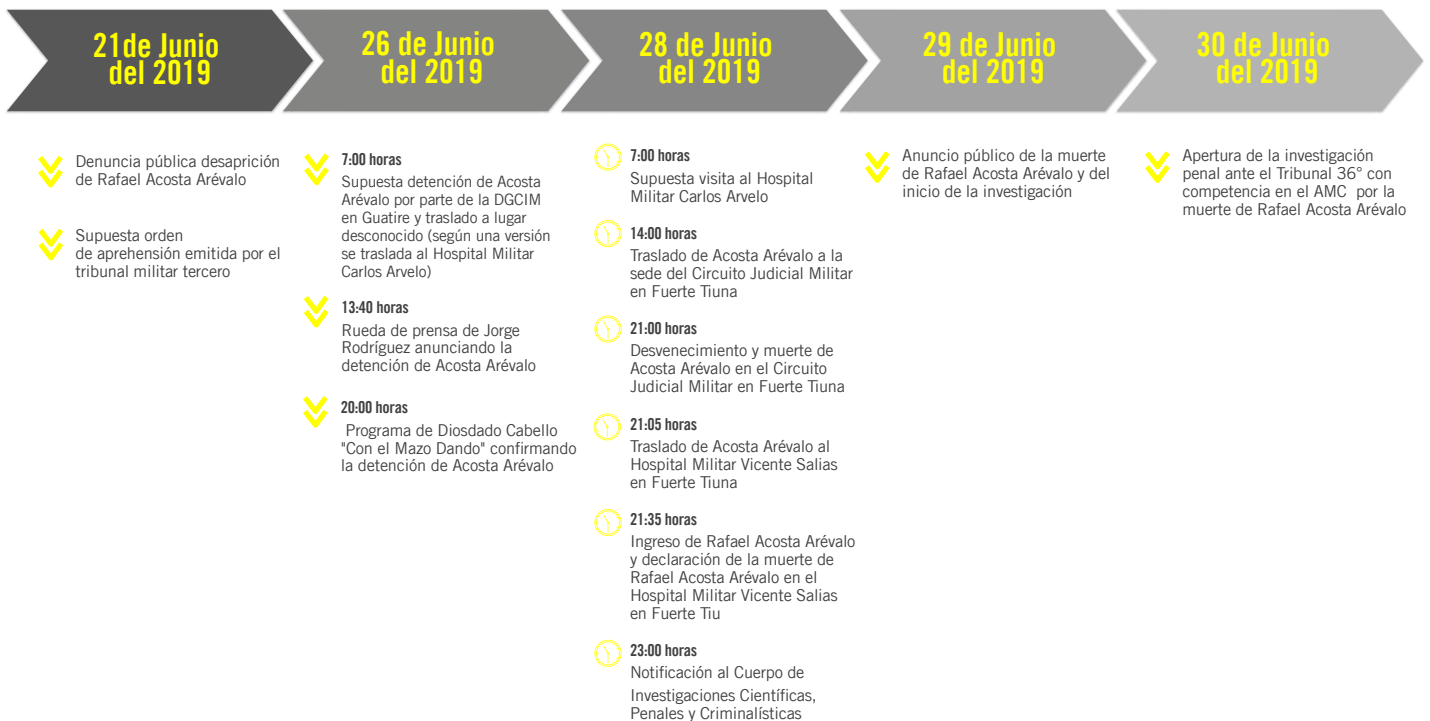 21de Junio
del 2019
26 de Junio
del 2019
28 de Junio
del 2019
29 de Junio
del 2019
30 de Junio
del 2019
Denuncia pública desaprición
de Rafael Acosta Arévalo
Supuesta orden
de aprehensión emitida por el
tribunal militar tercero
7:00 horas
Supuesta detención de Acosta
Arévalo por parte de la DGCIM
en Guatire y traslado a lugar
desconocido (según una versión
se traslada al Hospital Militar
Carlos Arvelo)
13:40 horas
Rueda de prensa de Jorge
Rodríguez anunciando la
detención de Acosta Arévalo
20:00 horas
Programa de Diosdado Cabello
"Con el Mazo Dando" confirmando
la detención de Acosta Arévalo
7:00 horas
Supuesta visita al Hospital
Militar Carlos Arvelo
14:00 horas
Traslado de Acosta Arévalo a la
sede del Circuito Judicial Militar
en Fuerte Tiuna
21:00 horas
Desvenecimiento y muerte de
Acosta Arévalo en el Circuito
Judicial Militar en Fuerte Tiuna
21:05 horas
Traslado de Acosta Arévalo al
Hospital Militar Vicente Salias
en Fuerte Tiuna
21:35 horas
Ingreso de Rafael Acosta Arévalo
y declaración de la muerte de
Rafael Acosta Arévalo en el
Hospital Militar Vicente Salias
en Fuerte Tiu
23:00 horas
Notificación al Cuerpo de
Investigaciones Científicas,
Penales y Criminalísticas
Anuncio público de la muerte
de Rafael Acosta Arévalo y del
inicio de la investigación
Apertura de la investigación
penal ante el Tribunal 36° con
competencia en el AMC por la
muerte de Rafael Acosta Arévalo